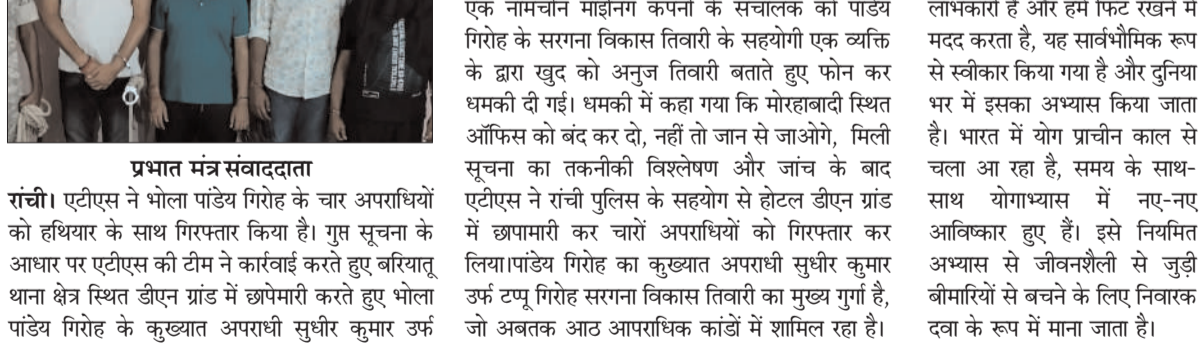 प्रभात मंत्र संवाददाता
रांची। एटीएस ने भोला पांडेय गिरोह के चार अपराधियों
को हथियार के साथ गिरफ्तार किया है। गुप्त सूचना के
आधार पर एटीएस की टीम ने कार्रवाई करते हुए बरियातू
थाना क्षेत्र स्थित डीएन ग्रांड में छापेमारी करते हुए भोला
पांडेय गिरोह के कुख्यात अपराधी सुधीर कुमार उर्फ
एक नामचीन माइनिंग कंपनी के संचालक को पांडेय
गिरोह के सरगना विकास तिवारी के सहयोगी एक व्यक्ति
के द्वारा खुद को अनुज तिवारी बताते हुए फोन कर
धमकी दी गई। धमकी में कहा गया कि मोरहाबादी स्थित
ऑफिस को बंद कर दो, नहीं तो जान से जाओगे, मिली
सूचना का तकनीकी विश्लेषण और जांच के बाद
एटीएस ने रांची पुलिस के सहयोग से होटल डीएन ग्रांड
में छापामारी कर चारों अपराधियों को गिरफ्तार कर
लिया।पांडेय गिरोह का कुख्यात अपराधी सुधीर कुमार
उर्फ टप्पू गिरोह सरगना विकास तिवारी का मुख्य गुर्गा है,
जो अबतक आठ आपराधिक कांडों में शामिल रहा है।
लाभकारी है और हमें फिट रखने में
मदद करता है, यह सार्वभौमिक रूप
से स्वीकार किया गया है और दुनिया
भर में इसका अभ्यास किया जाता
है। भारत में योग प्राचीन काल से
चला आ रहा है, समय के साथ-
साथ योगाभ्यास में नए-नए
आविष्कार हुए हैं। इसे नियमित
अभ्यास से जीवनशैली से जुड़ी
बीमारियों से बचने के लिए निवारक
दवा के रूप में माना जाता है।